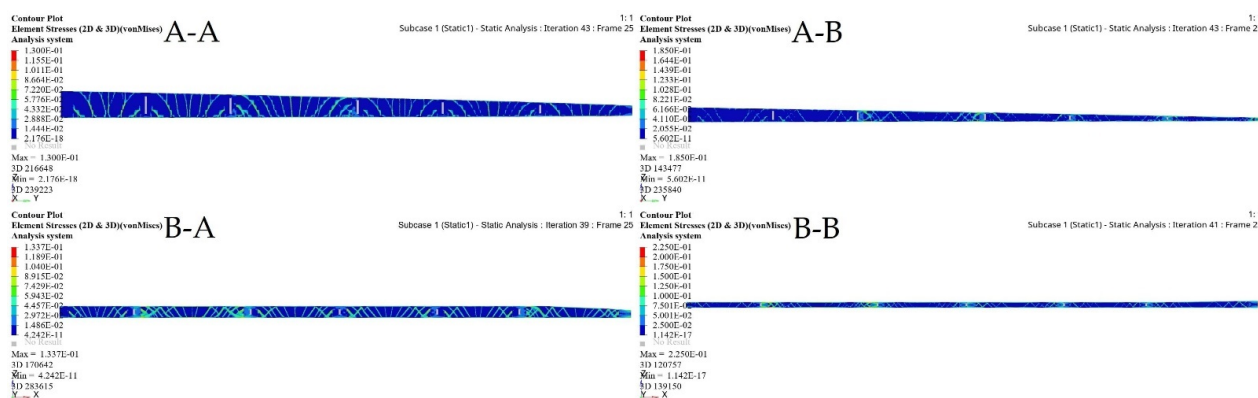 Contour Plot
Element Stresses (2D & 3D)(vonMises)
Analysis system
1.300E-01
1.155E-01
1.011E-01
8.664E-02
7.220E-02
5.776E-02
4.332E-02
2.888E-02
1.444E-02
2.176E-18
No Result
Max = 1.300E-01
3D 216648
Min = 2.176E-18
3D 239223
Z
X Y
A-A
1: 1
Subcase 1 (Static1) - Static Analysis : Iteration 43 : Frame 25
Contour Plot
Element Stresses (2D & 3D)(vonMises)
Analysis system
1.850E-01
1.644E-01
1.439E-01
1.233E-01
1.028E-01
8.221E-02
6.166E-02
4.110E-02
2.055E-02
5.602E-11
No Result
Max = 1.850E-01
3D 143477
Min = 5.602E-11
3D 235840
Z
X Y
A-B
1:
Subcase 1 (Static1) - Static Analysis : Iteration 43 : Frame 2
Contour Plot
Element Stresses (2D & 3D)(vonMises)
Analysis system
1.337E-01
1.189E-01
1.040E-01
8.915E-02
7.429E-02
5.943E-02
4.457E-02
2.972E-02
1.486E-02
4.242E-11
No Result
Max = 1.337E-01
3D 170642
Min = 4.242E-11
3D 283615
Z
Y X
B-A
1: 1
Subcase 1 (Static1) - Static Analysis : Iteration 39 : Frame 25
Contour Plot
Element Stresses (2D & 3D)(vonMises)
Analysis system
2.250E-01
2.000E-01
1.750E-01
1.500E-01
1.250E-01
1.000E-01
7.501E-02
5.001E-02
2.500E-02
1.142E-17
No Result
Max = 2.250E-01
3D 120757
Min = 1.142E-17
3D 139150
Z
Y X
B-B
1:
Subcase 1 (Static1) - Static Analysis : Iteration 41 : Frame 2